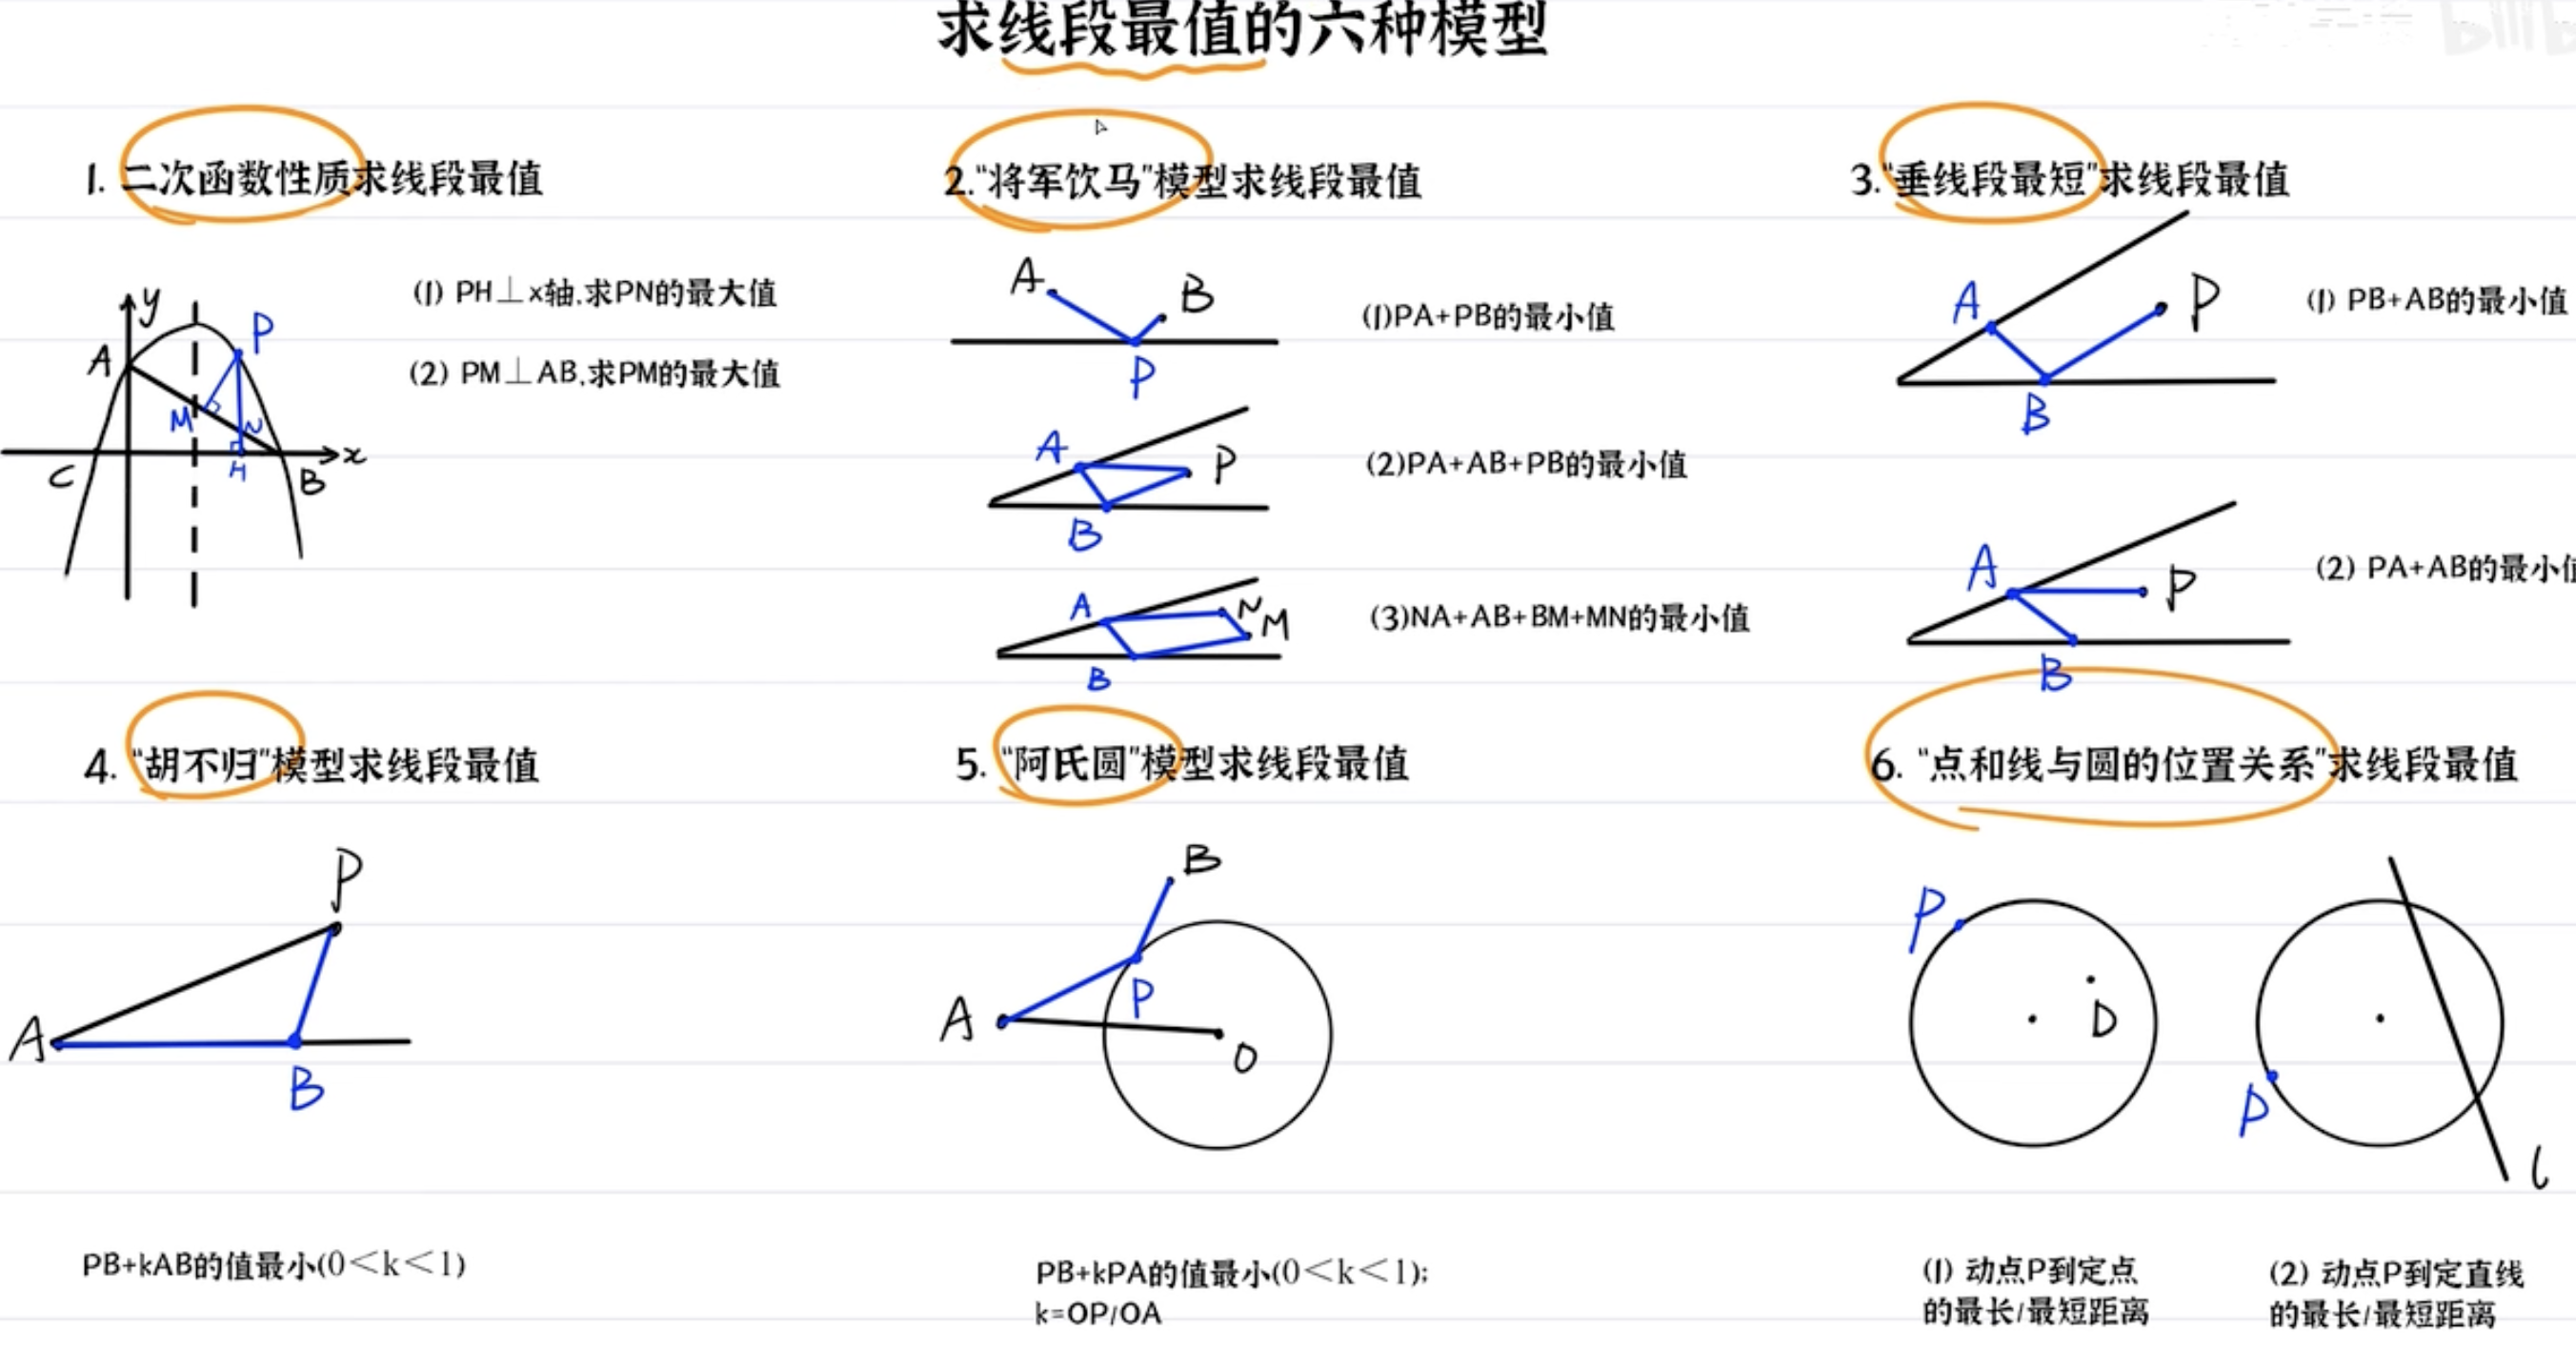 求线段最值的六种模型
1. 二次函数性质求线段最值
y
P
A
M
N
C
H
B
x
(1) PH⊥x轴,求PN的最大值
(2) PM⊥AB,求PM的最大值
2.“将军饮马”模型求线段最值
A
B
P
(1)PA+PB的最小值
A
P
B
(2)PA+AB+PB的最小值
A
N
M
B
(3)NA+AB+BM+MN的最小值
3.“垂线段最短”求线段最值
A
P
B
(1) PB+AB的最小值
A
P
B
(2) PA+AB的最小值
4. “胡不归”模型求线段最值
P
A
B
PB+kAB的值最小(0<k<1)
5. “阿氏圆”模型求线段最值
B
A
P
O
PB+kPA的值最小(0<k<1);
k=OP/OA
6. “点和线与圆的位置关系”求线段最值
P
D
P
l
(1) 动点P到定点
的最长/最短距离
(2) 动点P到定直线
的最长/最短距离